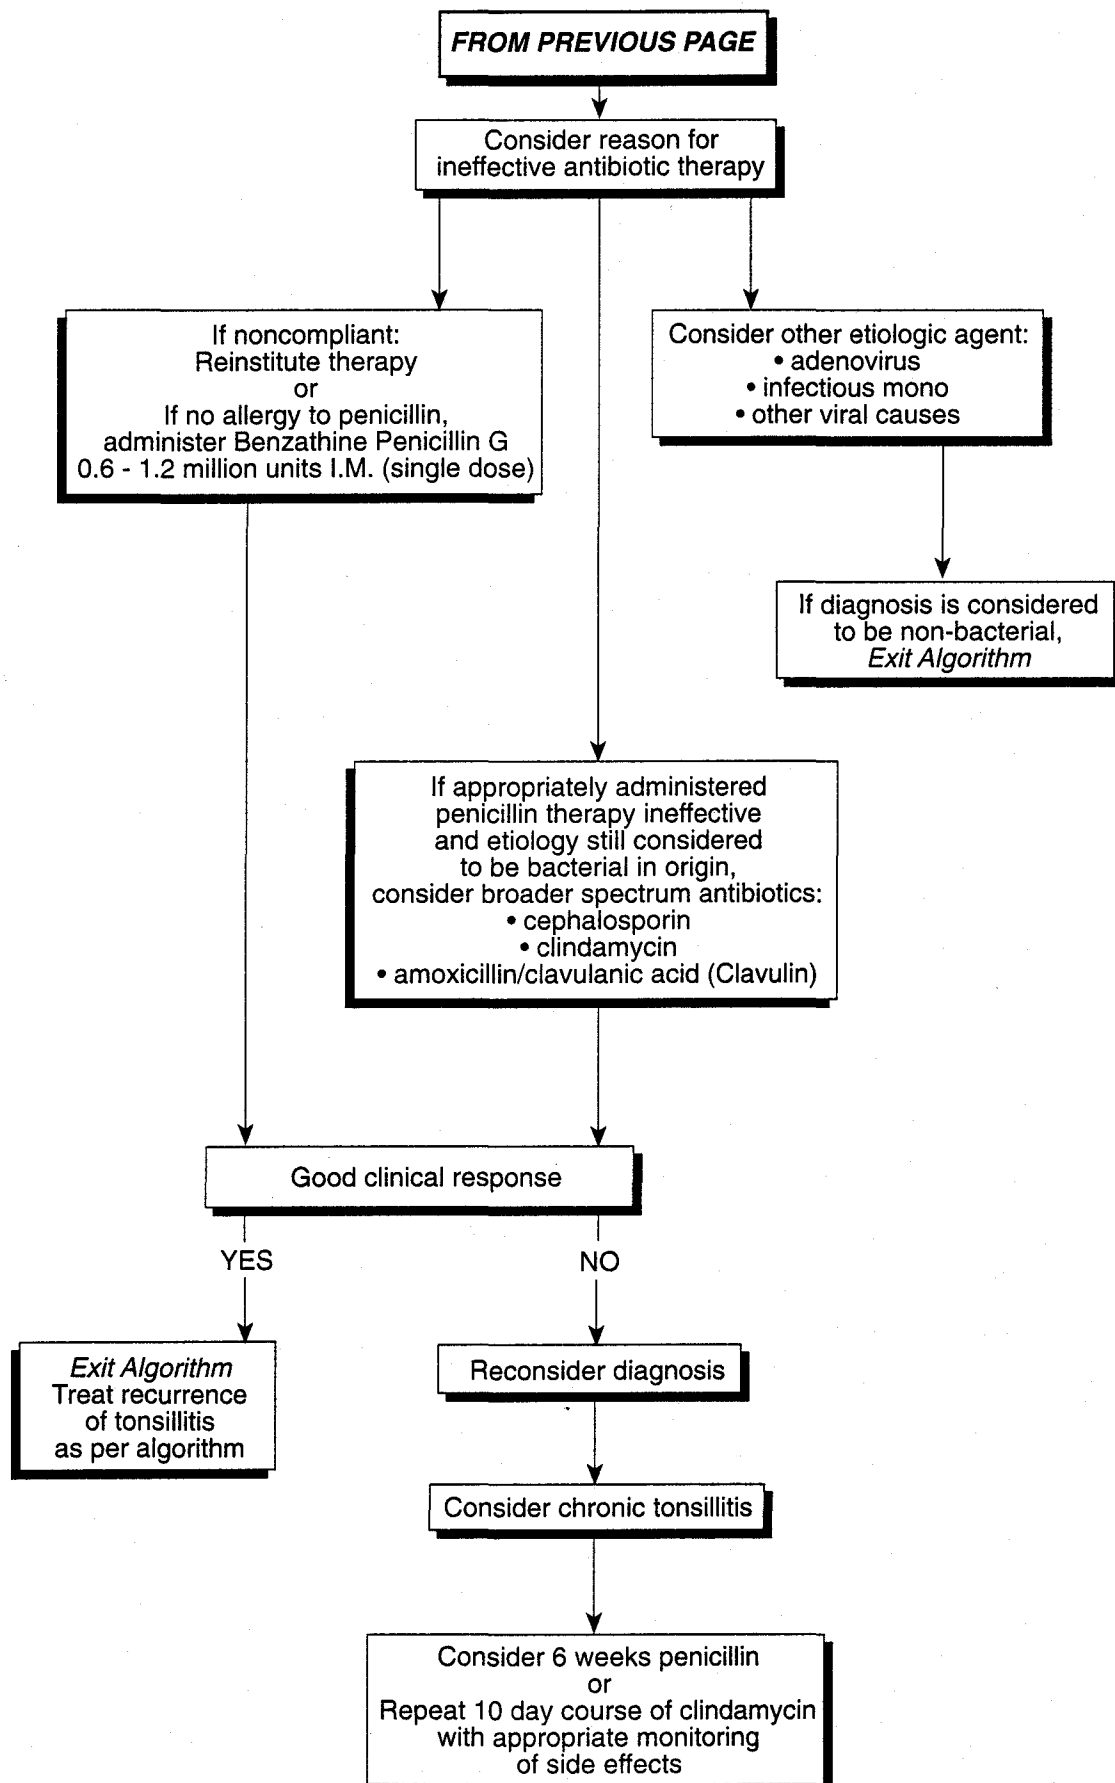 FROM PREVIOUS PAGE
Consider reason for
ineffective antibiotic therapy
If noncompliant:
Reinstitute therapy
or
If no allergy to penicillin,
administer Benzathine Penicillin G
0.6 - 1.2 million units I.M. (single dose)
Consider other etiologic agent:
• adenovirus
• infectious mono
• other viral causes
If diagnosis is considered
to be non-bacterial,
Exit Algorithm
If appropriately administered
penicillin therapy ineffective
and etiology still considered
to be bacterial in origin,
consider broader spectrum antibiotics:
• cephalosporin
• clindamycin
• amoxicillin/clavulanic acid (Clavulin)
Good clinical response
YES
NO
Exit Algorithm
Treat recurrence
of tonsillitis
as per algorithm
Reconsider diagnosis
Consider chronic tonsillitis
Consider 6 weeks penicillin
or
Repeat 10 day course of clindamycin
with appropriate monitoring
of side effects